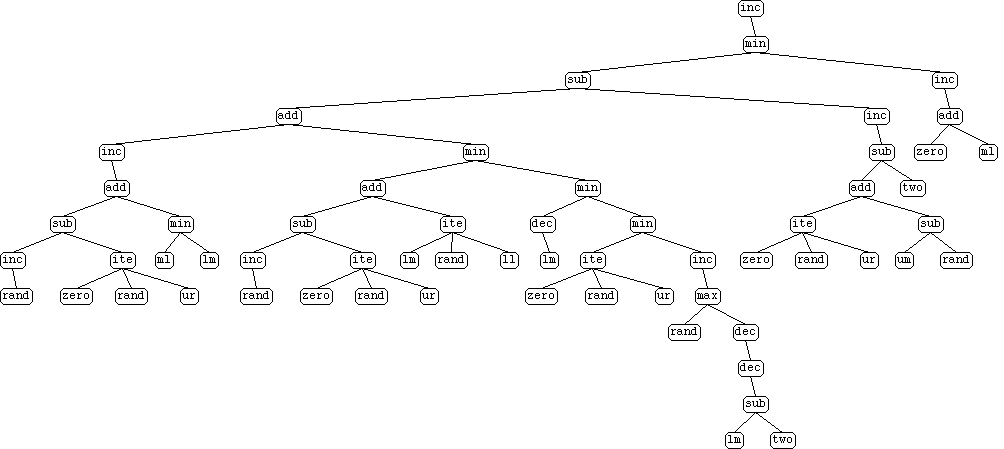 inc
min
sub inc
add inc add
inc min sub zero ml
add add min add two
sub min sub ite dec min ite sub
inc ite ml lm inc ite lm rand ll lm ite inc zero rand ur um rand
rand zero rand ur rand zero rand ur zero rand ur max
rand dec
dec
sub
lm two